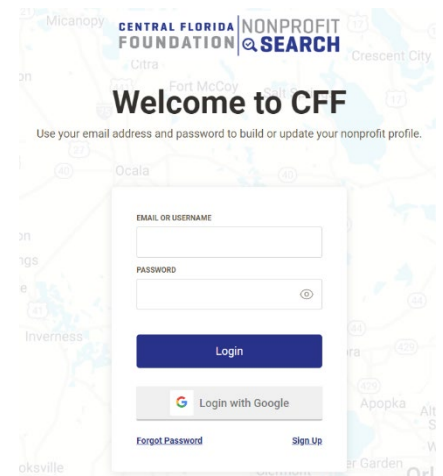 Micanopy
CENTRAL FLORIDA NONPROFIT
FOUNDATION SEARCH
Citra
Crescent City
Fort McCoy
Welcome to CFF
Use your email address and password to build or update your nonprofit profile.
Ocala
EMAIL OR USERNAME
PASSWORD
Inverness
Login
G Login with Google
Apopka
Forgot Password Sign Up